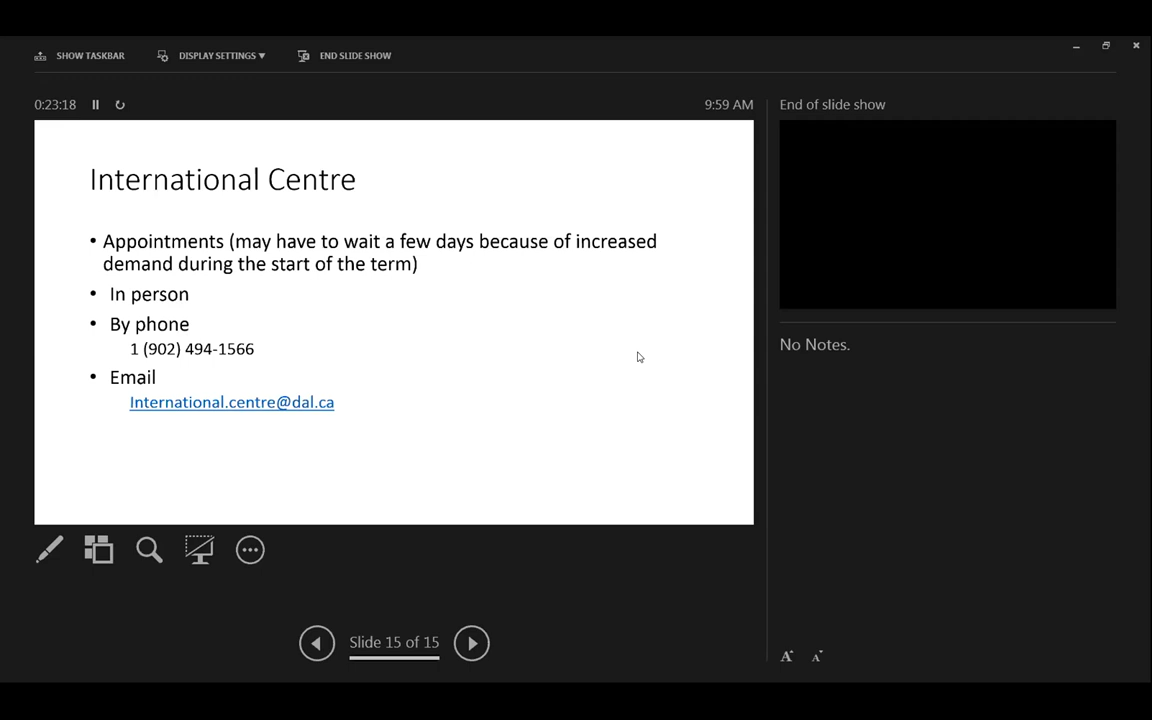 SHOW TASKBAR
DISPLAY SETTINGS ▾
END SLIDE SHOW
0:23:18
9:59 AM
End of slide show
International Centre
• Appointments (may have to wait a few days because of increased
demand during the start of the term)
• In person
• By phone
1 (902) 494-1566
• Email
International.centre@dal.ca
No Notes.
Slide 15 of 15
A A